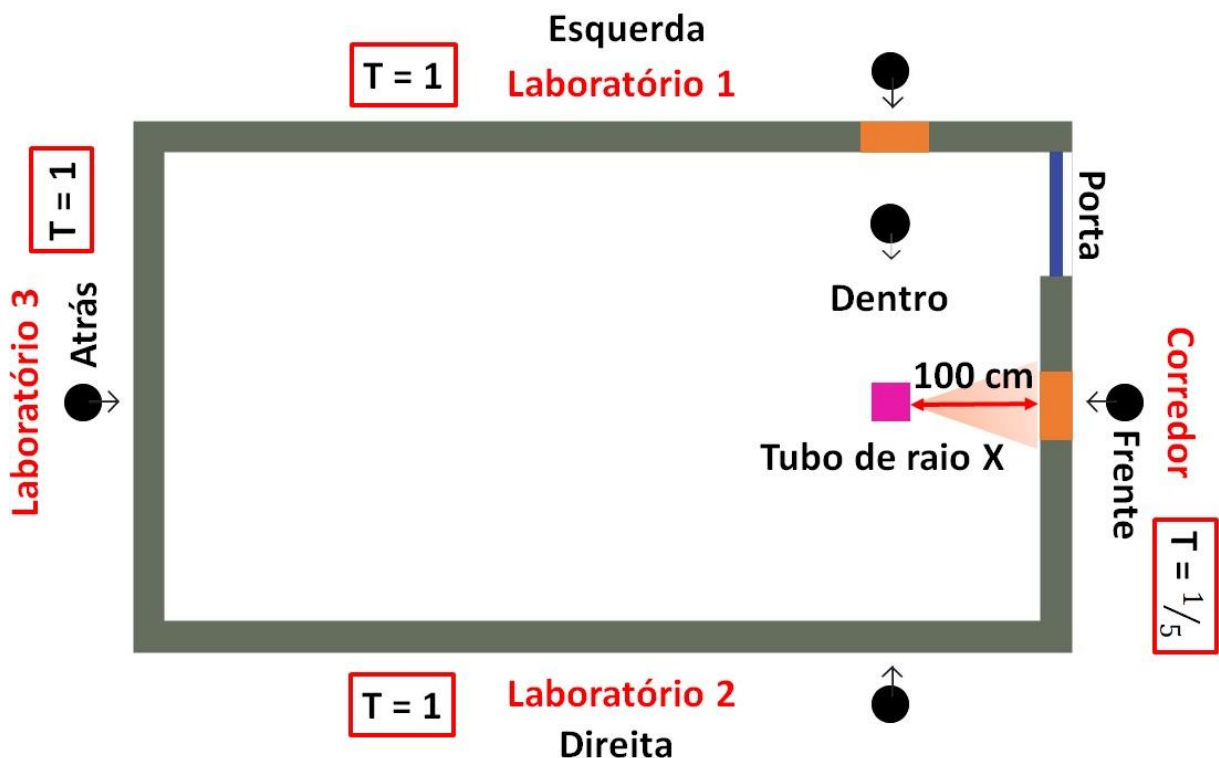 Esquerda
T = 1
Laboratório 1
T = 1
Laboratório 3
Atrás
Porta
Dentro
100 cm
Tubo de raio X
Corredor
Frente
T = 1/5
T = 1
Laboratório 2
Direita